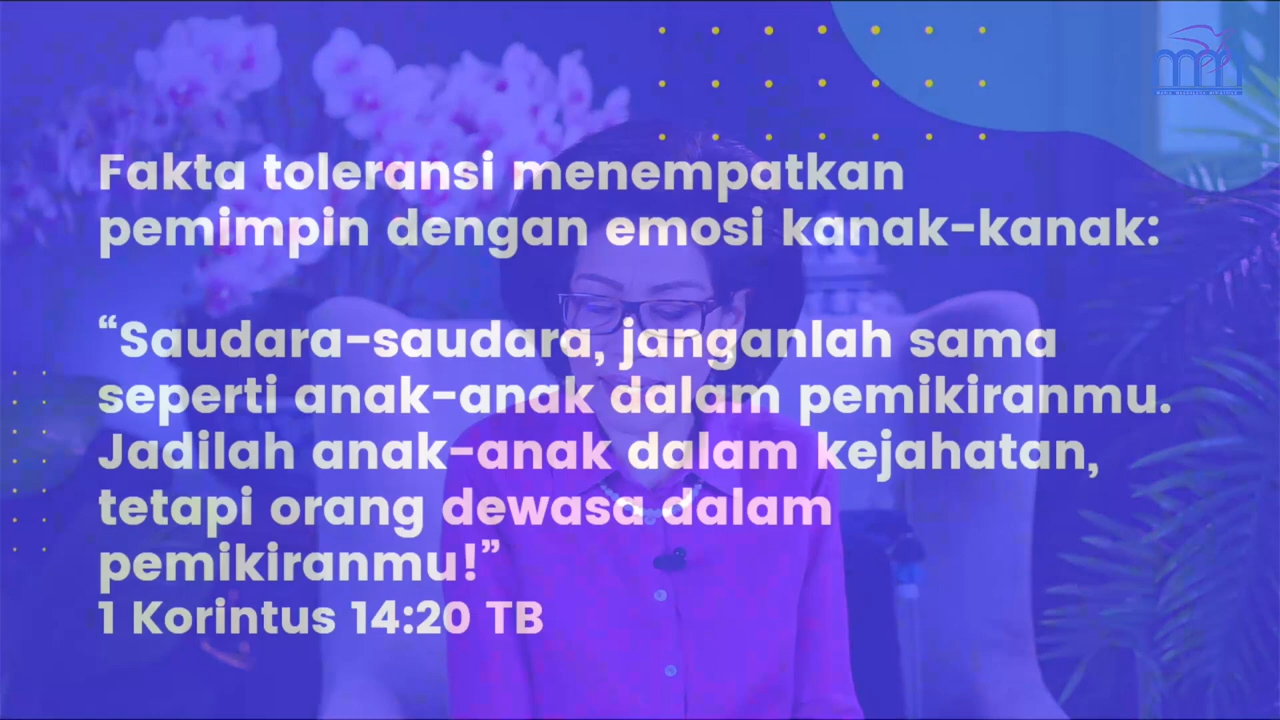 Fakta toleransi menempatkan
pemimpin dengan emosi kanak-kanak:
“Saudara-saudara, janganlah sama
seperti anak-anak dalam pemikiranmu.
Jadilah anak-anak dalam kejahatan,
tetapi orang dewasa dalam
pemikiranmu!”
1 Korintus 14:20 TB